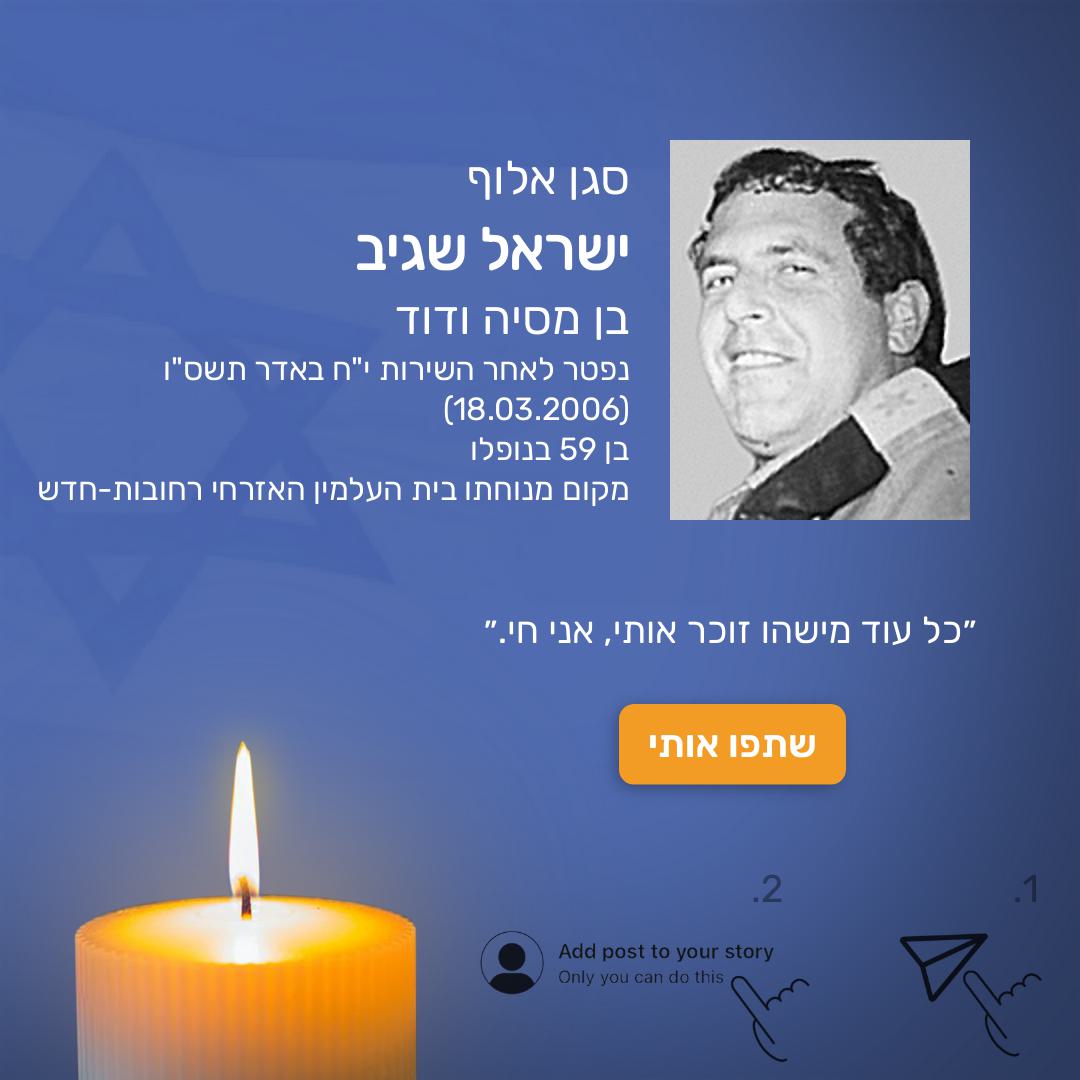 סגן אלוף
ישראל שגיב
בן מסיה ודוד
נפטר לאחר השירות י"ח באדר תשס"ו
(18.03.2006)
בן 59 בנופלו
מקום מנוחתו בית העלמין האזרחי רחובות-חדש
״כל עוד מישהו זוכר אותי, אני חי.״
שתפו אותי
1.
2.
Add post to your story
Only you can do this